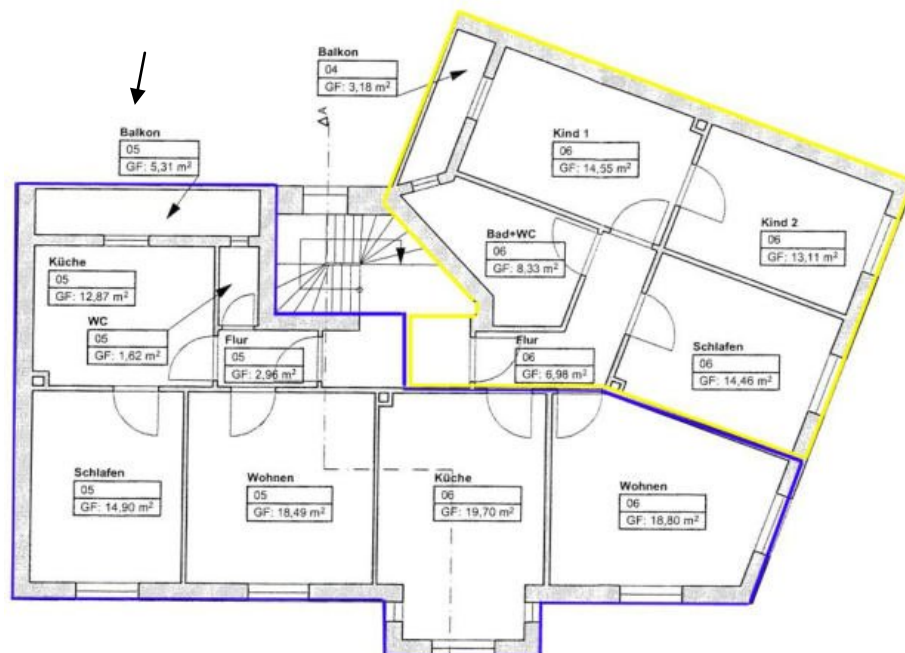 Balkon
04
GF: 3,18 m²
A
Balkon
05
GF: 5,31 m²
Kind 1
06
GF: 14,55 m²
Kind 2
06
GF: 13,11 m²
Bad+WC
06
GF: 8,33 m²
Küche
05
GF: 12,87 m²
WC
05
GF: 1,62 m²
Flur
05
GF: 2,96 m²
Flur
06
GF: 6,98 m²
Schlafen
06
GF: 14,46 m²
Schlafen
05
GF: 14,90 m²
Wohnen
05
GF: 18,49 m²
Küche
06
GF: 19,70 m²
Wohnen
06
GF: 18,80 m²